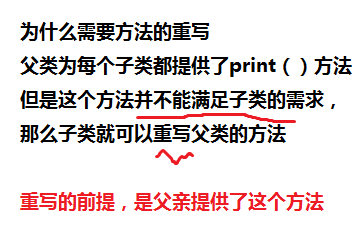 为什么需要方法的重写
父类为每个子类都提供了print（）方法
但是这个方法并不能满足子类的需求，
那么子类就可以重写父类的方法
重写的前提，是父亲提供了这个方法